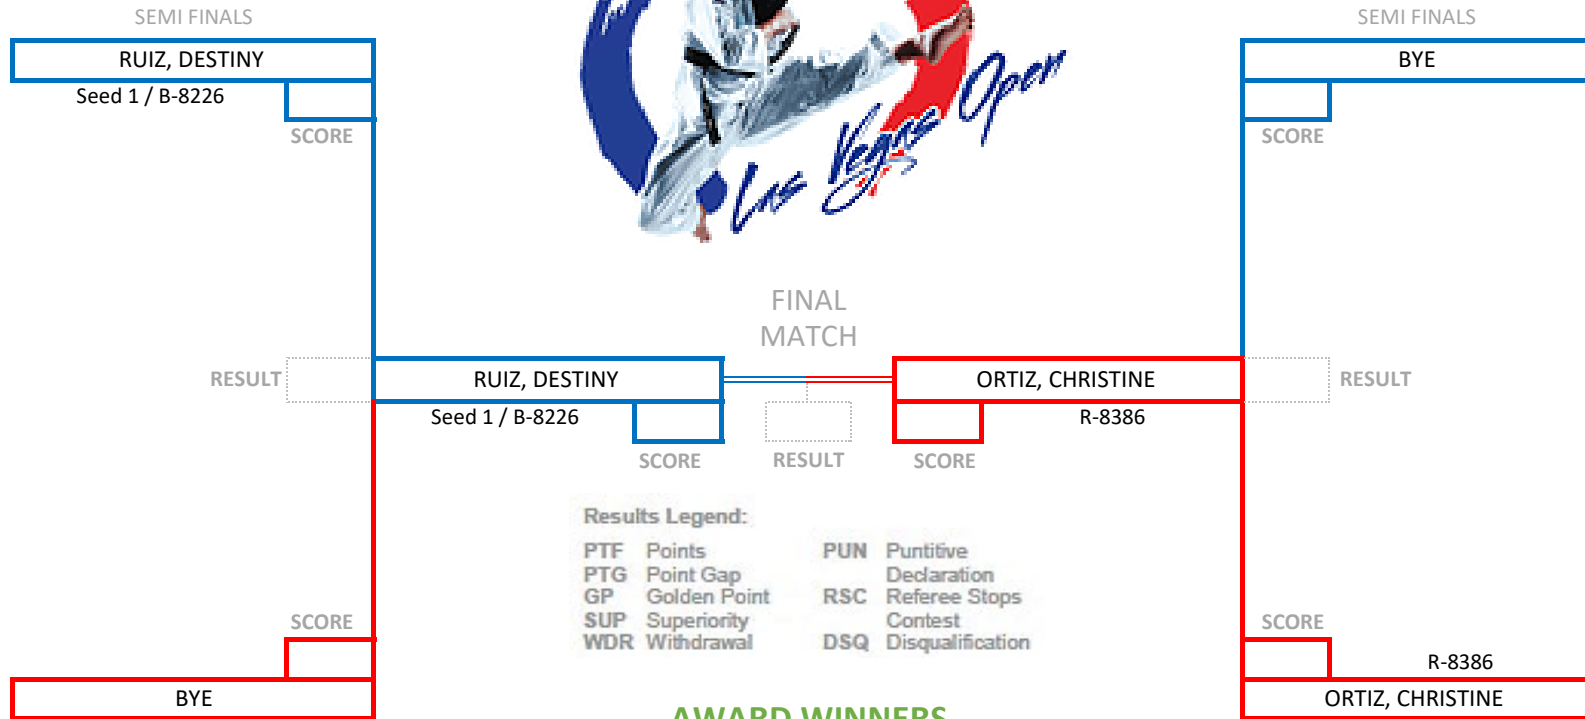 SEMI FINALS
SEMI FINALS
RUIZ, DESTINY
BYE
Seed 1 / B-8226
SCORE
SCORE
Las Vegas Open
FINAL
MATCH
RESULT
RUIZ, DESTINY
ORTIZ, CHRISTINE
RESULT
Seed 1 / B-8226
R-8386
SCORE
RESULT
SCORE
Results Legend:
PTF Points
PTG Point Gap
GP Golden Point
SUP Superiority
WDR Withdrawal
PUN Puntitive
Declaration
RSC Referee Stops
Contest
DSQ Disqualification
SCORE
SCORE
R-8386
BYE
ORTIZ, CHRISTINE
AWARD WINNERS